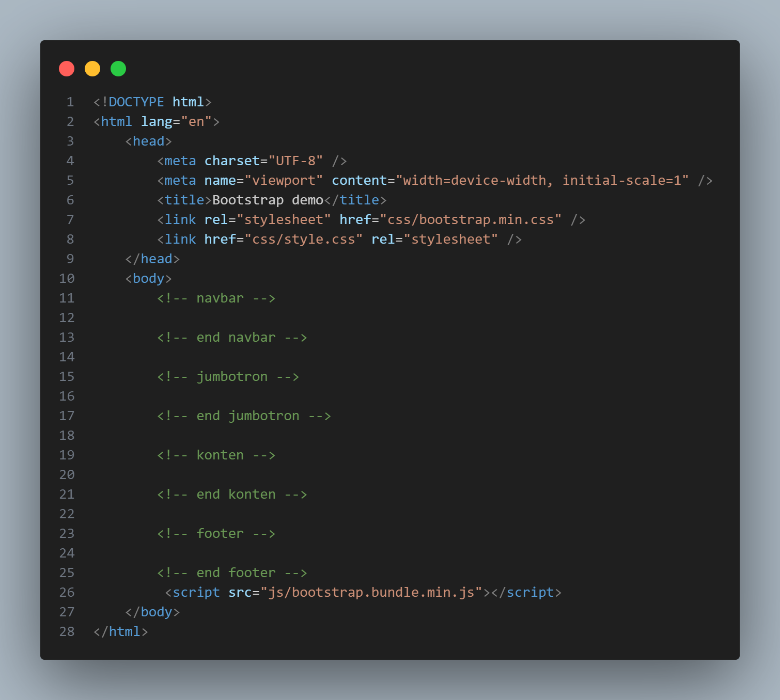 1 <!DOCTYPE html>
2 <html lang="en">
3     <head>
4         <meta charset="UTF-8" />
5         <meta name="viewport" content="width=device-width, initial-scale=1" />
6         <title>Bootstrap demo</title>
7         <link rel="stylesheet" href="css/bootstrap.min.css" />
8         <link href="css/style.css" rel="stylesheet" />
9     </head>
10     <body>
11         <!-- navbar -->
12
13         <!-- end navbar -->
14
15         <!-- jumbotron -->
16
17         <!-- end jumbotron -->
18
19         <!-- konten -->
20
21         <!-- end konten -->
22
23         <!-- footer -->
24
25         <!-- end footer -->
26          <script src="js/bootstrap.bundle.min.js"></script>
27     </body>
28 </html>